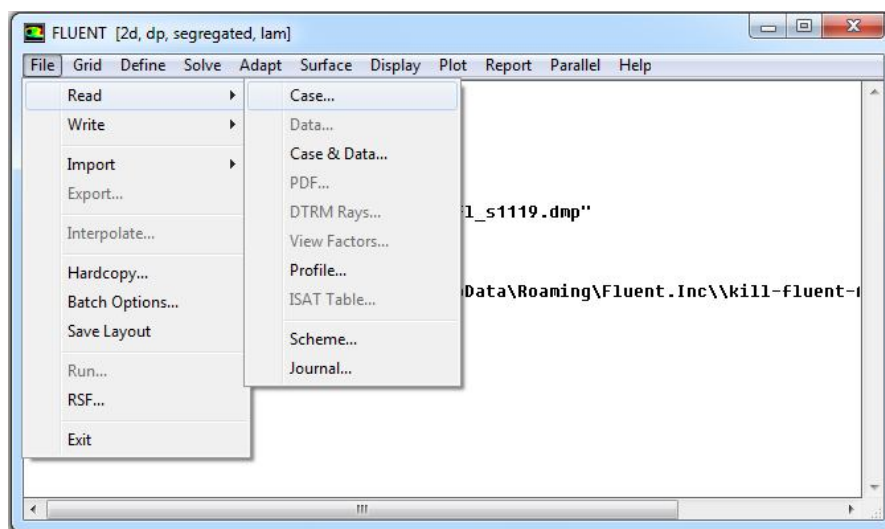 FLUENT [2d, dp, segregated, lam]
File Grid Define Solve Adapt Surface Display Plot Report Parallel Help
Read
Write
Import
Export...
Interpolate...
Hardcopy...
Batch Options...
Save Layout
Run...
RSF...
Exit
Case...
Data...
Case & Data...
PDF...
DTRM Rays...
View Factors...
Profile...
ISAT Table...
Scheme...
Journal...
l_s1119.dmp"
Data\Roaming\Fluent.Inc\\kill-fluent-